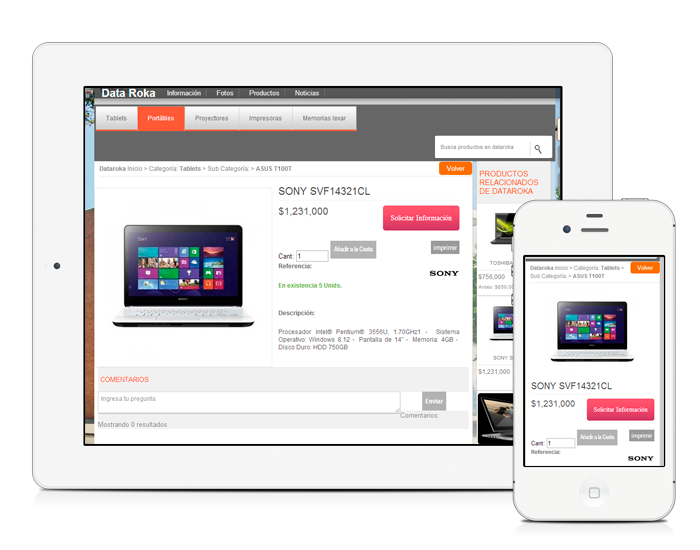 Data Roka
Información Fotos Productos Noticias
Tablets Portátiles Proyectores Impresoras Memorias lexar
Busca productos en dataroka
Dataroka Inicio > Categoría: Tablets > Sub Categoría: > ASUS T100T
Volver
SONY SVF14321CL
$1,231,000
Solicitar Información
Cant: 1
Añadir a la Cesta
imprimir
Referencia:
SONY
En existencia 5 Unids.
Descripción:
Procesador Intel® Pentium® 3556U, 1.70GHz1 - Sistema
Operativo: Windows 8.12 - Pantalla de 14" - Memoria: 4GB -
Disco Duro: HDD 750GB
COMENTARIOS
Ingresa tu pregunta
Enviar
Comentarios:
Mostrando 0 resultados
PRODUCTOS
RELACIONADOS
DE DATAROKA
TOSHIBA
$756,000
Antes: $850,
SONY S
$1,231,000
Dataroka Inicio > Categoría: Tablets >
Sub Categoría: > ASUS T100T
Volver
SONY SVF14321CL
$1,231,000
Solicitar Información
Cant: 1
Añadir a la Cesta
imprimir
Referencia:
SONY